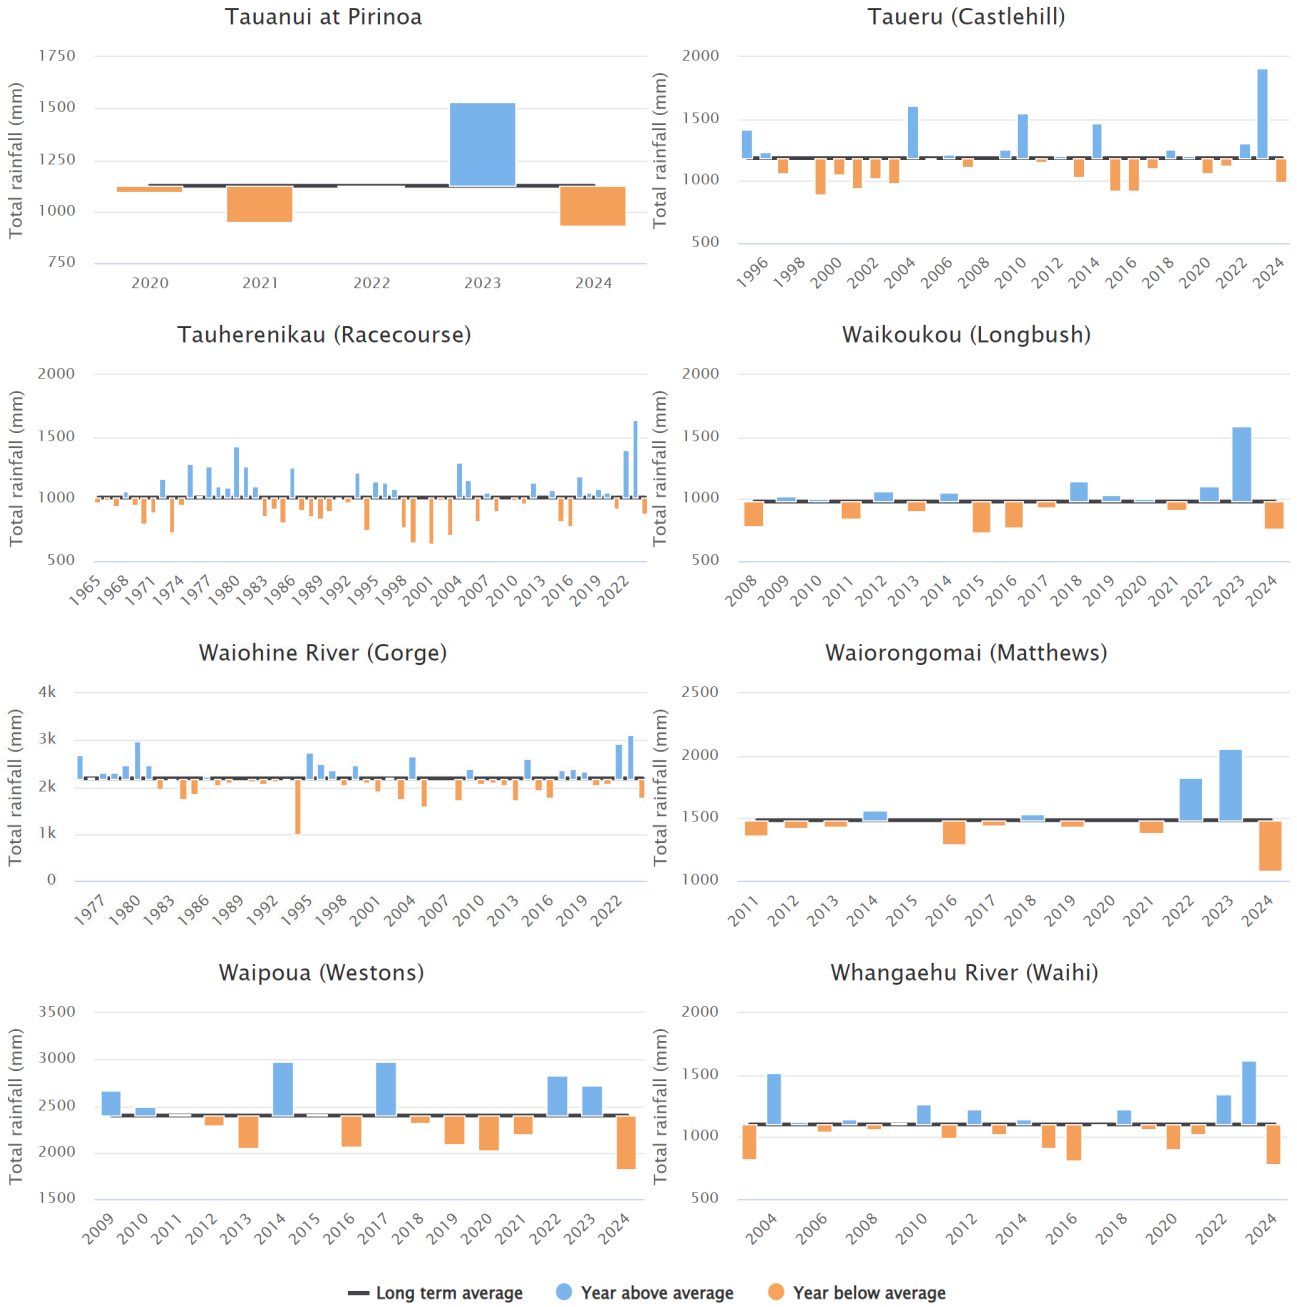 Tauanui at Pirinoa
Total rainfall (mm)
1750
1500
1250
1000
750
2020 2021 2022 2023 2024
Taueru (Castlehill)
Total rainfall (mm)
2000
1500
1000
500
1996 1998 2000 2002 2004 2006 2008 2010 2012 2014 2016 2018 2020 2022 2024
Tauherenikau (Racecourse)
Total rainfall (mm)
2000
1500
1000
500
1965 1968 1971 1974 1977 1980 1983 1986 1989 1992 1995 1998 2001 2004 2007 2010 2013 2016 2019 2022
Waikoukou (Longbush)
Total rainfall (mm)
2000
1500
1000
500
2008 2009 2010 2011 2012 2013 2014 2015 2016 2017 2018 2019 2020 2021 2022 2023 2024
Waiohine River (Gorge)
Total rainfall (mm)
4k
3k
2k
1k
0
1977 1980 1983 1986 1989 1992 1995 1998 2001 2004 2007 2010 2013 2016 2019 2022
Waiorongomai (Matthews)
Total rainfall (mm)
2500
2000
1500
1000
2011 2012 2013 2014 2015 2016 2017 2018 2019 2020 2021 2022 2023 2024
Waipoua (Westons)
Total rainfall (mm)
3500
3000
2500
2000
1500
2009 2010 2011 2012 2013 2014 2015 2016 2017 2018 2019 2020 2021 2022 2023 2024
Whangaehu River (Waihi)
Total rainfall (mm)
2000
1500
1000
500
2004 2006 2008 2010 2012 2014 2016 2018 2020 2022 2024
Long term average Year above average Year below average